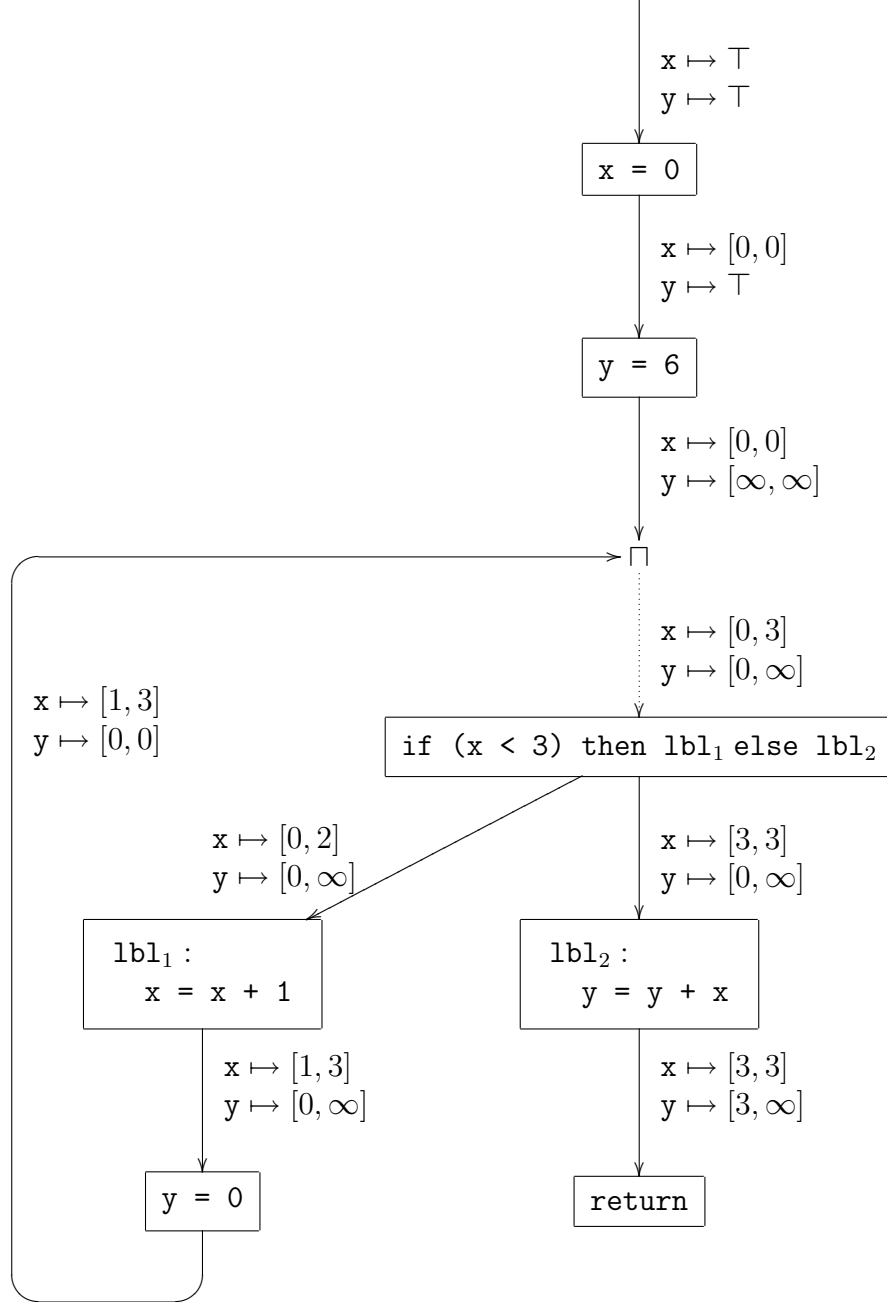 x ↦ ⊤
y ↦ ⊤
x = 0
x ↦ [0, 0]
y ↦ ⊤
y = 6
x ↦ [0, 0]
y ↦ [∞, ∞]
⊓
x ↦ [0, 3]
y ↦ [0, ∞]
x ↦ [1, 3]
y ↦ [0, 0]
if (x < 3) then lbl₁ else lbl₂
x ↦ [0, 2]
y ↦ [0, ∞]
x ↦ [3, 3]
y ↦ [0, ∞]
lbl₁ :
x = x + 1
lbl₂ :
y = y + x
x ↦ [1, 3]
y ↦ [0, ∞]
x ↦ [3, 3]
y ↦ [3, ∞]
y = 0
return